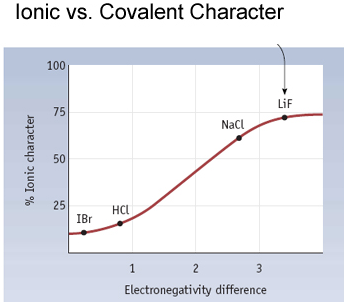 Ionic vs. Covalent Character
100
75
50
25
% Ionic character
IBr
HCl
NaCl
LiF
1 2 3
Electronegativity difference